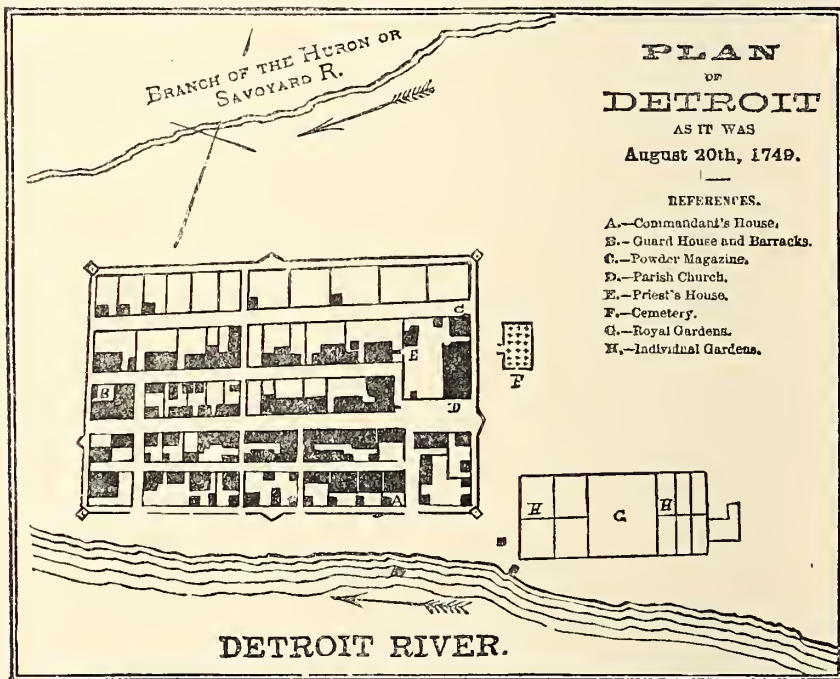 BRANCH OF THE HURON OR
SAVOYARD R.
PLAN
OF
DETROIT
AS IT WAS
August 20th, 1749.
REFERENCES.
A.—Commandant's House.
B.—Guard House and Barracks.
C.—Powder Magazine.
D.—Parish Church.
E.—Priest's House.
F.—Cemetery.
G.—Royal Gardens.
H.—Individual Gardens.
C
E
F
B
D
A
H
G
H
DETROIT RIVER.